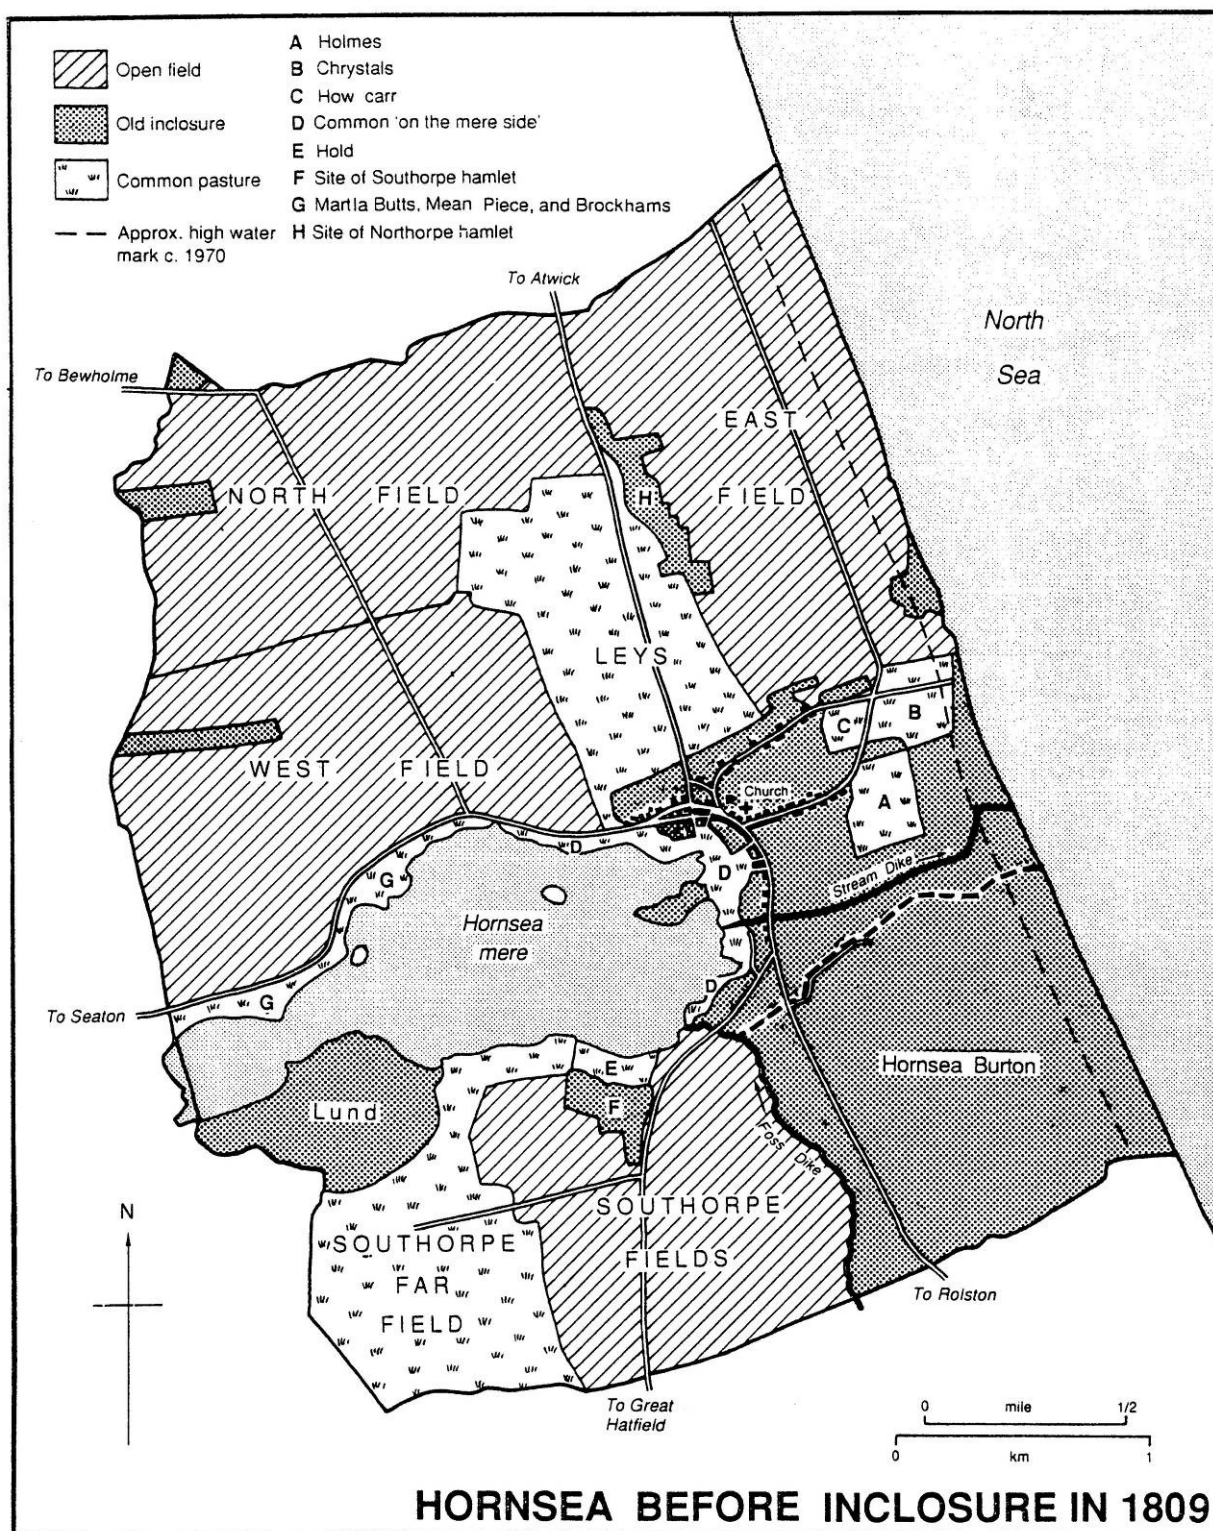 Open field
Old inclosure
Common pasture
Approx. high water
mark c. 1970
A Holmes
B Chrystals
C How carr
D Common 'on the mere side'
E Hold
F Site of Southorpe hamlet
G Martla Butts, Mean Piece, and Brockhams
H Site of Northorpe hamlet
To Atwick
North
Sea
To Bewholme
EAST
FIELD
NORTH FIELD
H
LEYS
C
B
WEST FIELD
Church
A
D
G
D
Stream Dike
Hornsea
mere
D
G
To Seaton
E
Hornsea Burton
F
Lund
Foss Dike
N
SOUTHORPE
FIELDS
SOUTHORPE
FAR
FIELD
To Rolston
To Great
Hatfield
0 mile 1/2
0 km 1
HORNSEA BEFORE INCLOSURE IN 1809